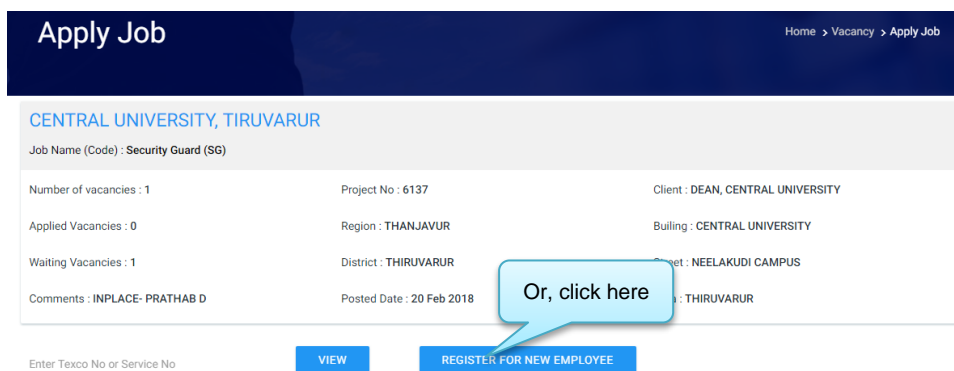 Apply Job
Home > Vacancy > Apply Job
CENTRAL UNIVERSITY, TIRUVARUR
Job Name (Code) : Security Guard (SG)
Number of vacancies : 1 Project No : 6137 Client : DEAN, CENTRAL UNIVERSITY
Applied Vacancies : 0 Region : THANJAVUR Builing : CENTRAL UNIVERSITY
Waiting Vacancies : 1 District : THIRUVARUR : NEELAKUDI CAMPUS
Comments : INPLACE- PRATHAB D Posted Date : 20 Feb 2018 Or, click here : THIRUVARUR
Enter Texco No or Service No VIEW REGISTER FOR NEW EMPLOYEE